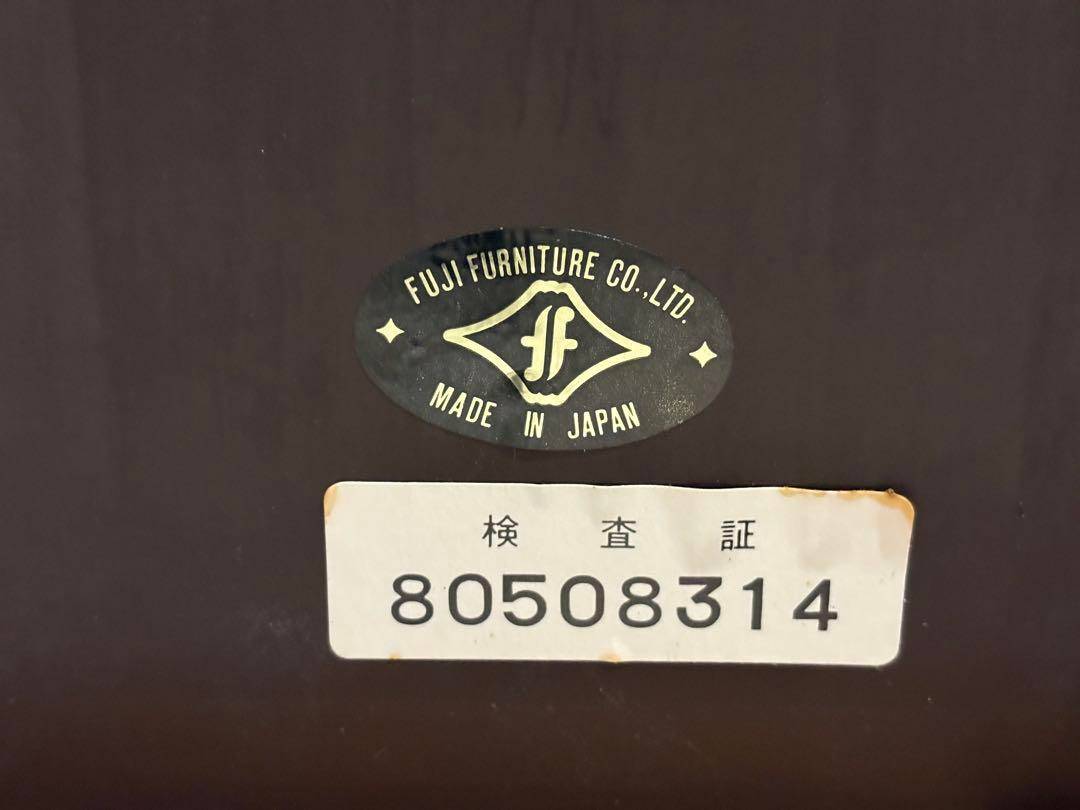 FUJI FURNITURE CO.,LTD.
ff
MADE IN JAPAN
検査証
80508314